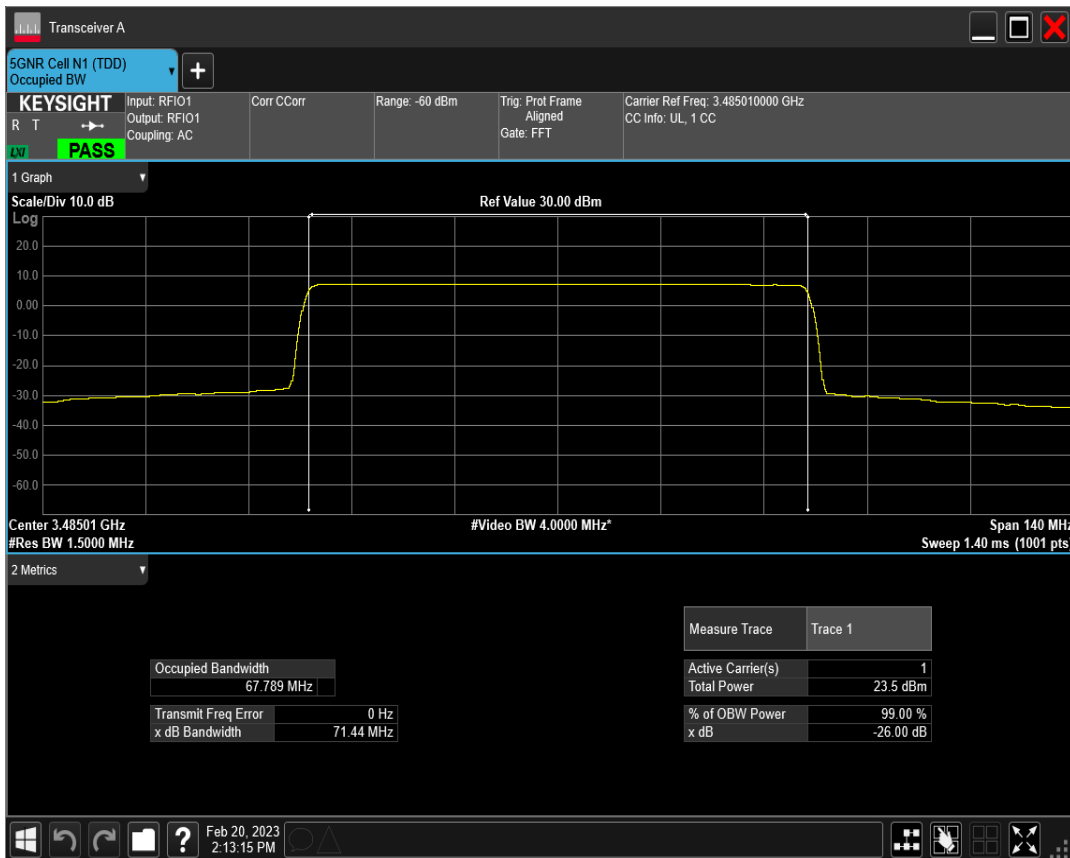 Transceiver A
5GNR Cell N1 (TDD)
Occupied BW
+
KEYSIGHT
R T
LXI
PASS
Input: RFIO1
Output: RFIO1
Coupling: AC
Corr CCorr
Range: -60 dBm
Trig: Prot Frame
Aligned
Gate: FFT
Carrier Ref Freq: 3.485010000 GHz
CC Info: UL, 1 CC
1 Graph
Scale/Div 10.0 dB
Ref Value 30.00 dBm
Log
20.0
10.0
0.00
-10.0
-20.0
-30.0
-40.0
-50.0
-60.0
Center 3.48501 GHz
#Video BW 4.0000 MHz*
Span 140 MHz
#Res BW 1.5000 MHz
Sweep 1.40 ms (1001 pts)
2 Metrics
Measure Trace Trace 1
Occupied Bandwidth
67.789 MHz
Active Carrier(s) 1
Total Power 23.5 dBm
Transmit Freq Error 0 Hz
x dB Bandwidth 71.44 MHz
% of OBW Power 99.00 %
x dB -26.00 dB
?
Feb 20, 2023
2:13:15 PM